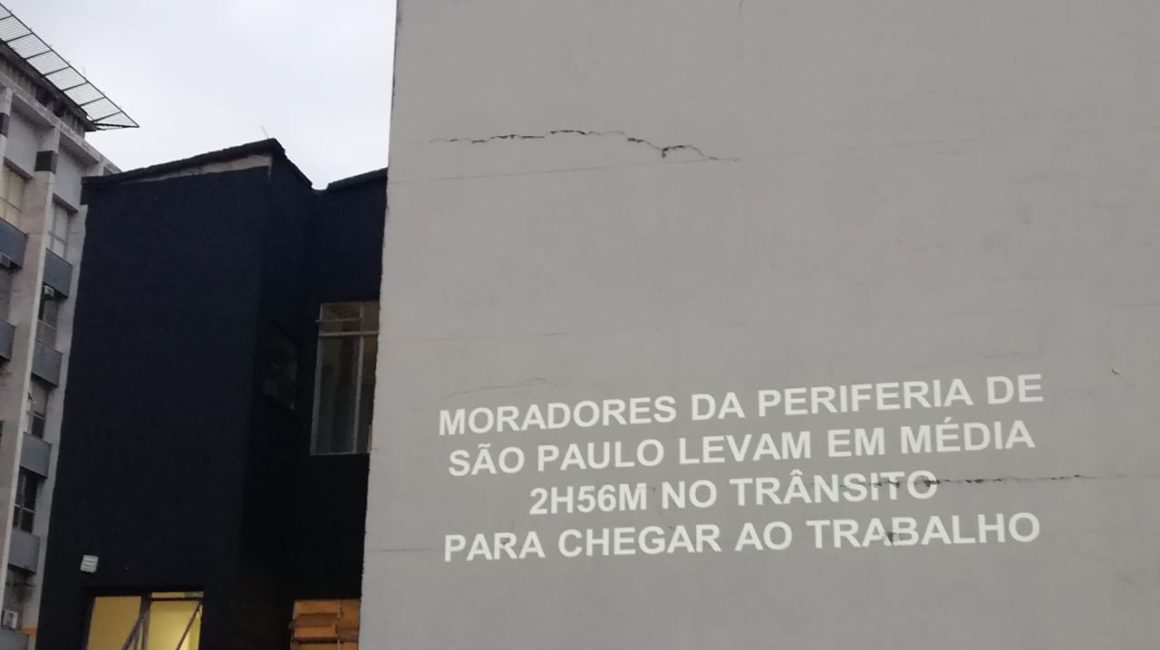 MORADORES DA PERIFERIA DE
SÃO PAULO LEVAM EM MÉDIA
2H56M NO TRÂNSITO
PARA CHEGAR AO TRABALHO